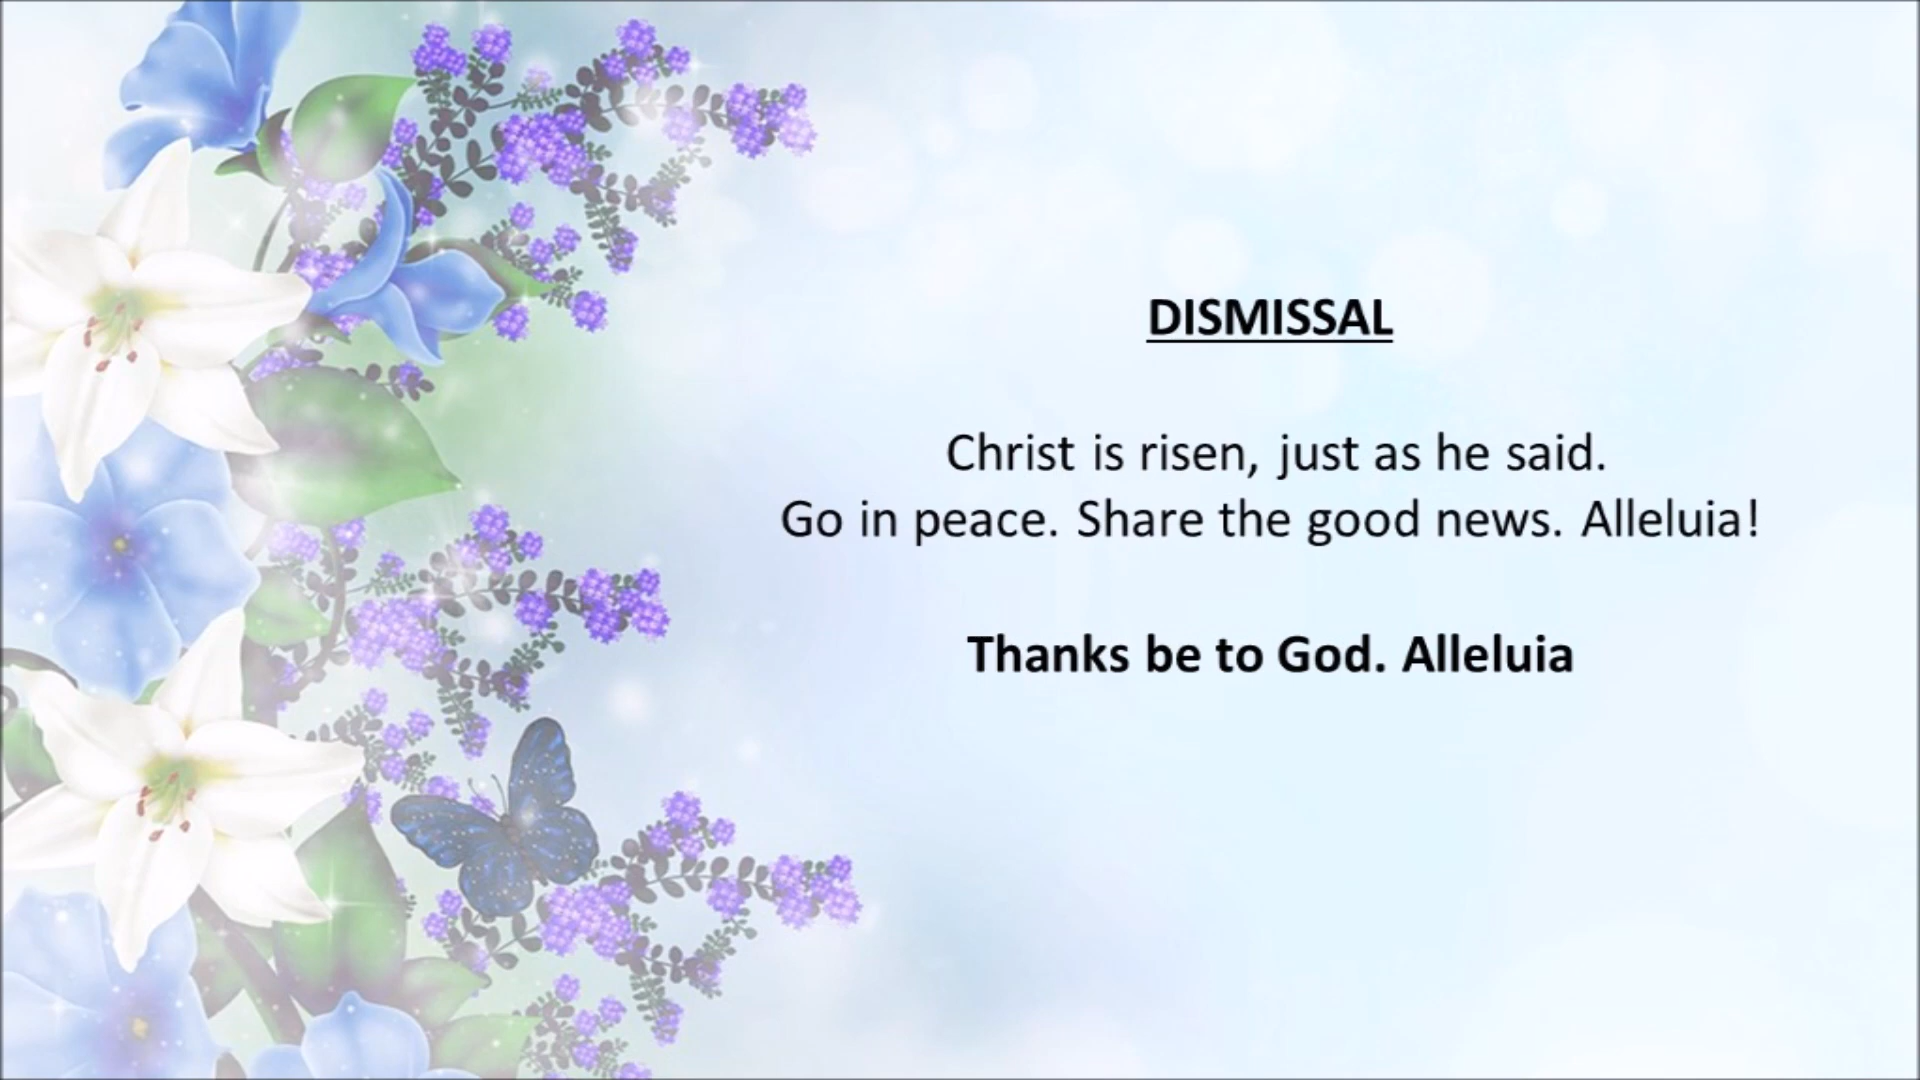 DISMISSAL
Christ is risen, just as he said.
Go in peace. Share the good news. Alleluia!
Thanks be to God. Alleluia